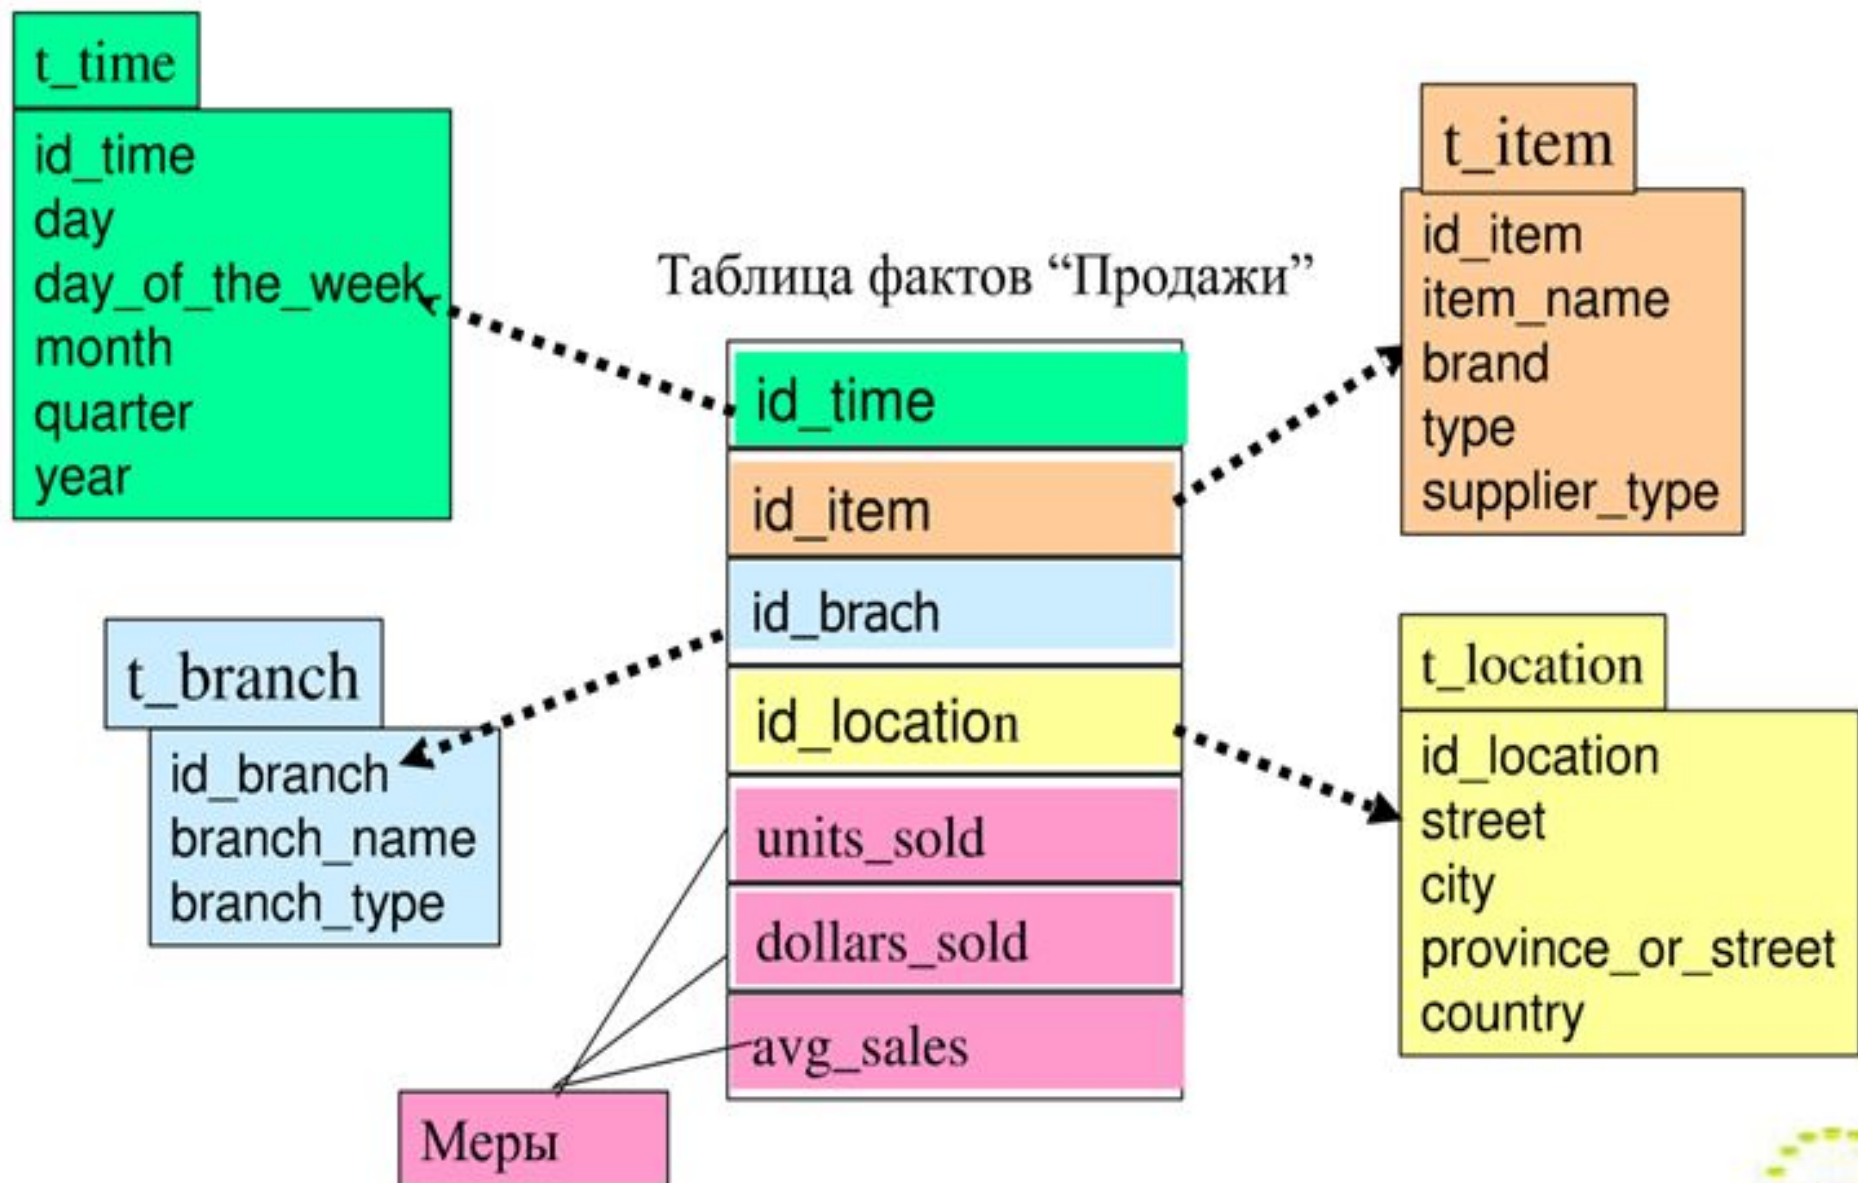 t_time
id_time
day
day_of_the_week
month
quarter
year
t_branch
id_branch
branch_name
branch_type
Таблица фактов “Продажи”
id_time
id_item
id_brach
id_location
units_sold
dollars_sold
avg_sales
Меры
t_item
id_item
item_name
brand
type
supplier_type
t_location
id_location
street
city
province_or_street
country